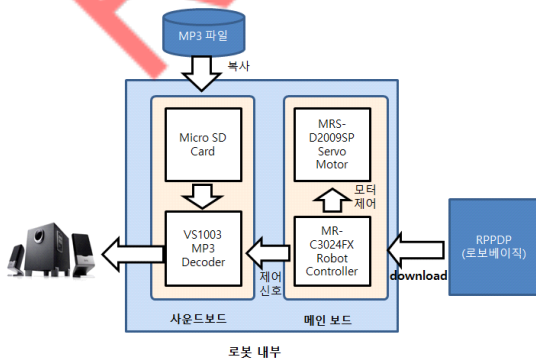 MP3 파일
복사
Micro SD
Card
MRS-
D2009SP
Servo
Motor
모터
제어
VS1003
MP3
Decoder
제어
신호
MR-
C3024FX
Robot
Controller
download
RPPDP
(로보베이직)
사운드보드
메인 보드
로봇 내부